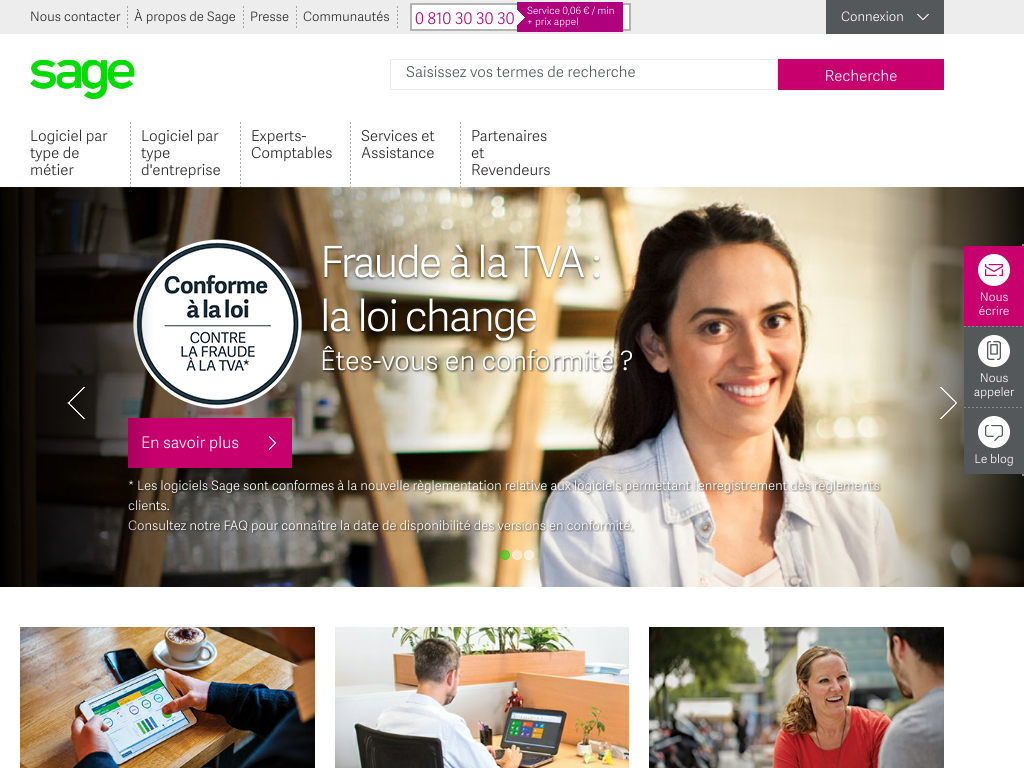 Nous contacter À propos de Sage Presse Communautés 0 810 30 30 30 Service 0,06 € / min
+ prix appel
Connexion
sage
Saisissez vos termes de recherche
Recherche
Logiciel par
type de
métier
Logiciel par
type
d'entreprise
Experts-
Comptables
Services et
Assistance
Partenaires
et
Revendeurs
Conforme
à la loi
CONTRE
LA FRAUDE
À LA TVA*
Fraude à la TVA :
la loi change
Êtes-vous en conformité ?
En savoir plus
* Les logiciels Sage sont conformes à la nouvelle règlementation relative aux logiciels permettant l'enregistrement des règlements
clients.
Consultez notre FAQ pour connaître la date de disponibilité des versions en conformité.
Nous
écrire
Nous
appeler
Le blog